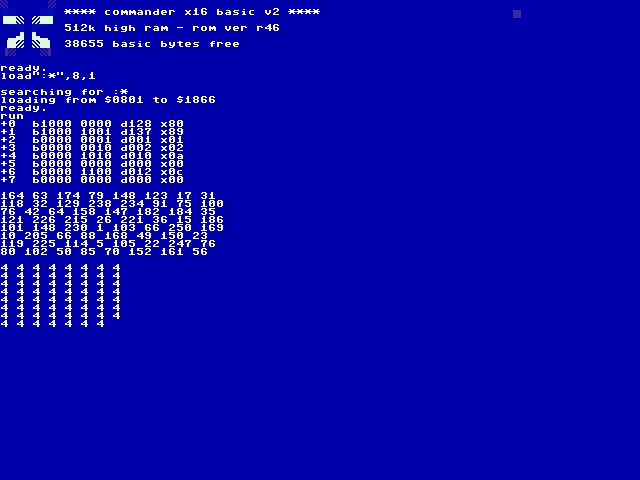 **** commander x16 basic v2 ****
512k high ram - rom ver r46
38655 basic bytes free
ready.
load":*",8,1
searching for :*
loading from $0801 to $1866
ready.
run
+0  b1000 0000 d128 x80
+1  b1000 1001 d137 x89
+2  b0000 0001 d001 x01
+3  b0000 0010 d002 x02
+4  b0000 1010 d010 x0a
+5  b0000 0000 d000 x00
+6  b0000 1100 d012 x0c
+7  b0000 0000 d000 x00
164 63 174 79 148 123 17 31
118 32 129 238 234 91 75 100
76 42 64 158 147 182 184 35
121 226 215 26 221 36 15 186
101 148 230 1 103 66 250 169
10 205 66 88 168 49 150 23
119 225 114 5 105 22 247 76
80 102 50 85 70 152 161 56
4 4 4 4 4 4 4 4
4 4 4 4 4 4 4 4
4 4 4 4 4 4 4 4
4 4 4 4 4 4 4 4
4 4 4 4 4 4 4 4
4 4 4 4 4 4 4 4
4 4 4 4 4 4 4 4
4 4 4 4 4 4 4